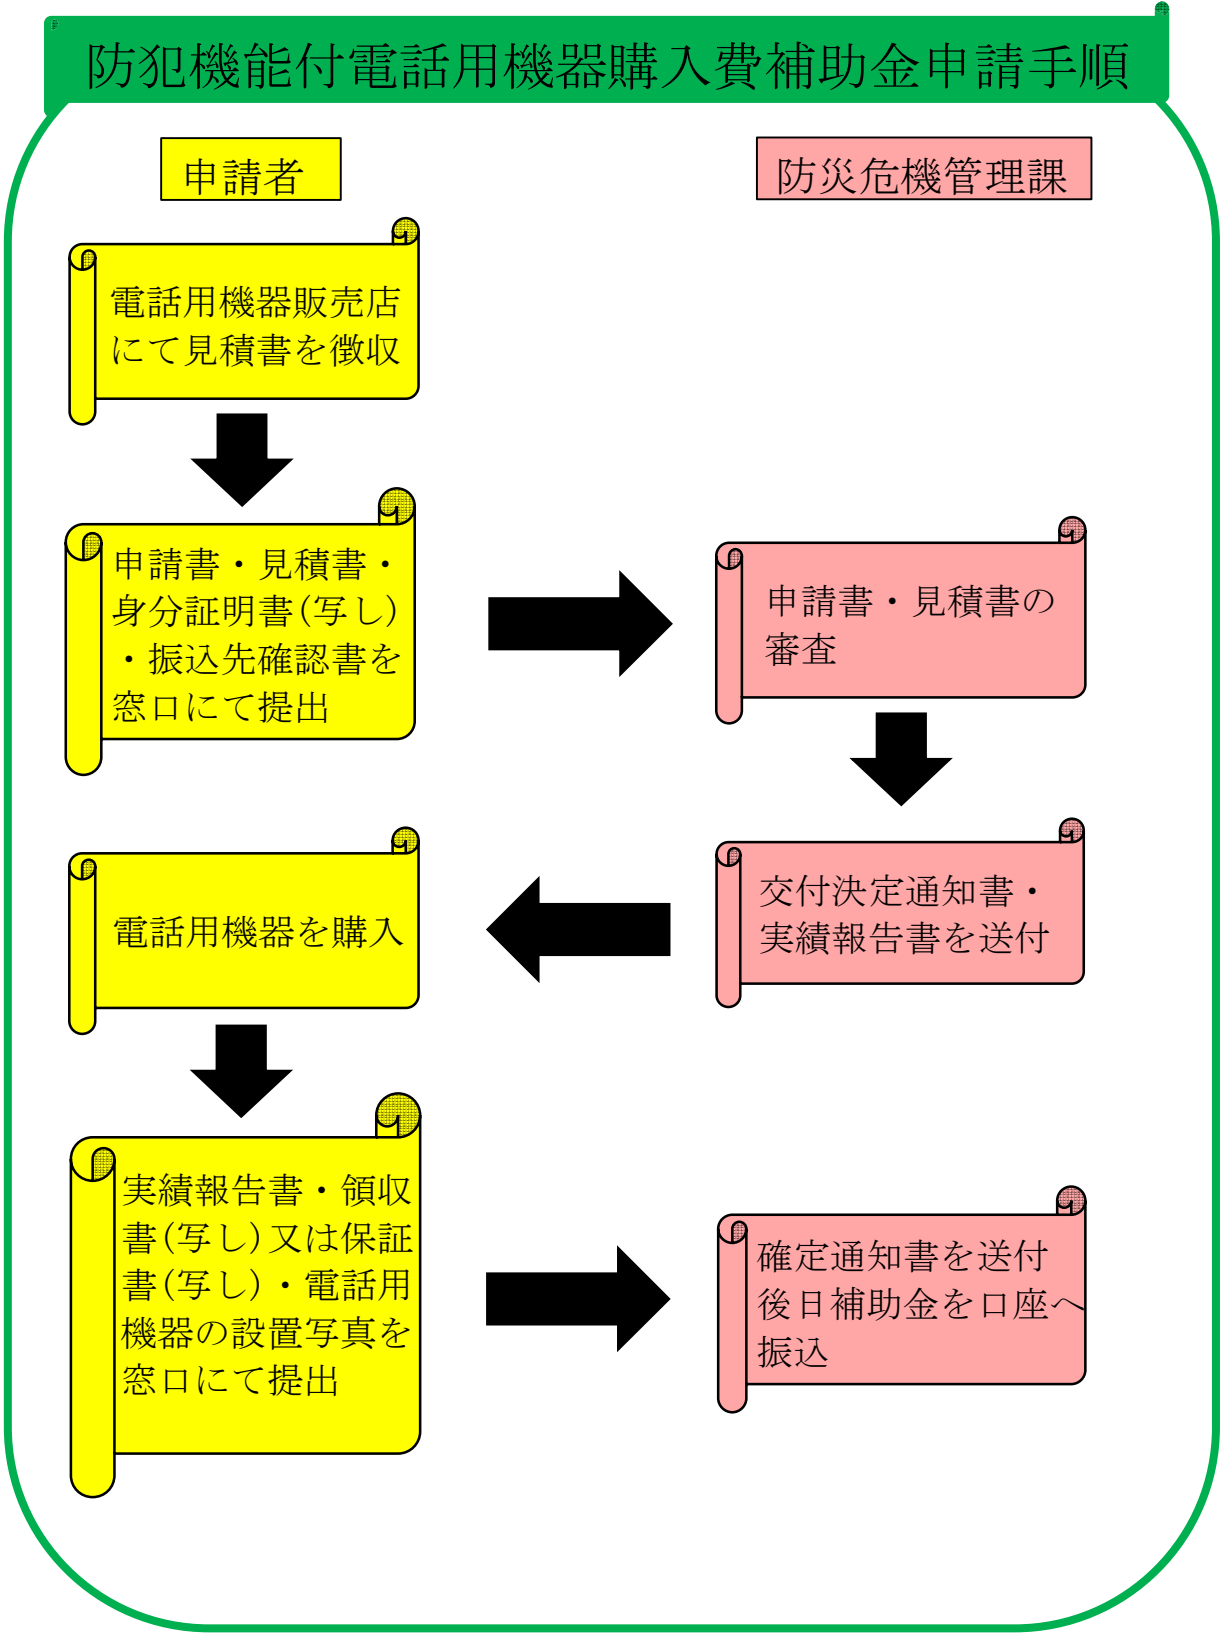 防犯機能付電話用機器購入費補助金申請手順
申請者
防災危機管理課
電話用機器販売店
にて見積書を徴収
申請書・見積書・
身分証明書(写し)
・振込先確認書を
窓口にて提出
申請書・見積書の
審査
交付決定通知書・
実績報告書を送付
電話用機器を購入
実績報告書・領収
書(写し)又は保証
書(写し)・電話用
機器の設置写真を
窓口にて提出
確定通知書を送付
後日補助金を口座へ
振込